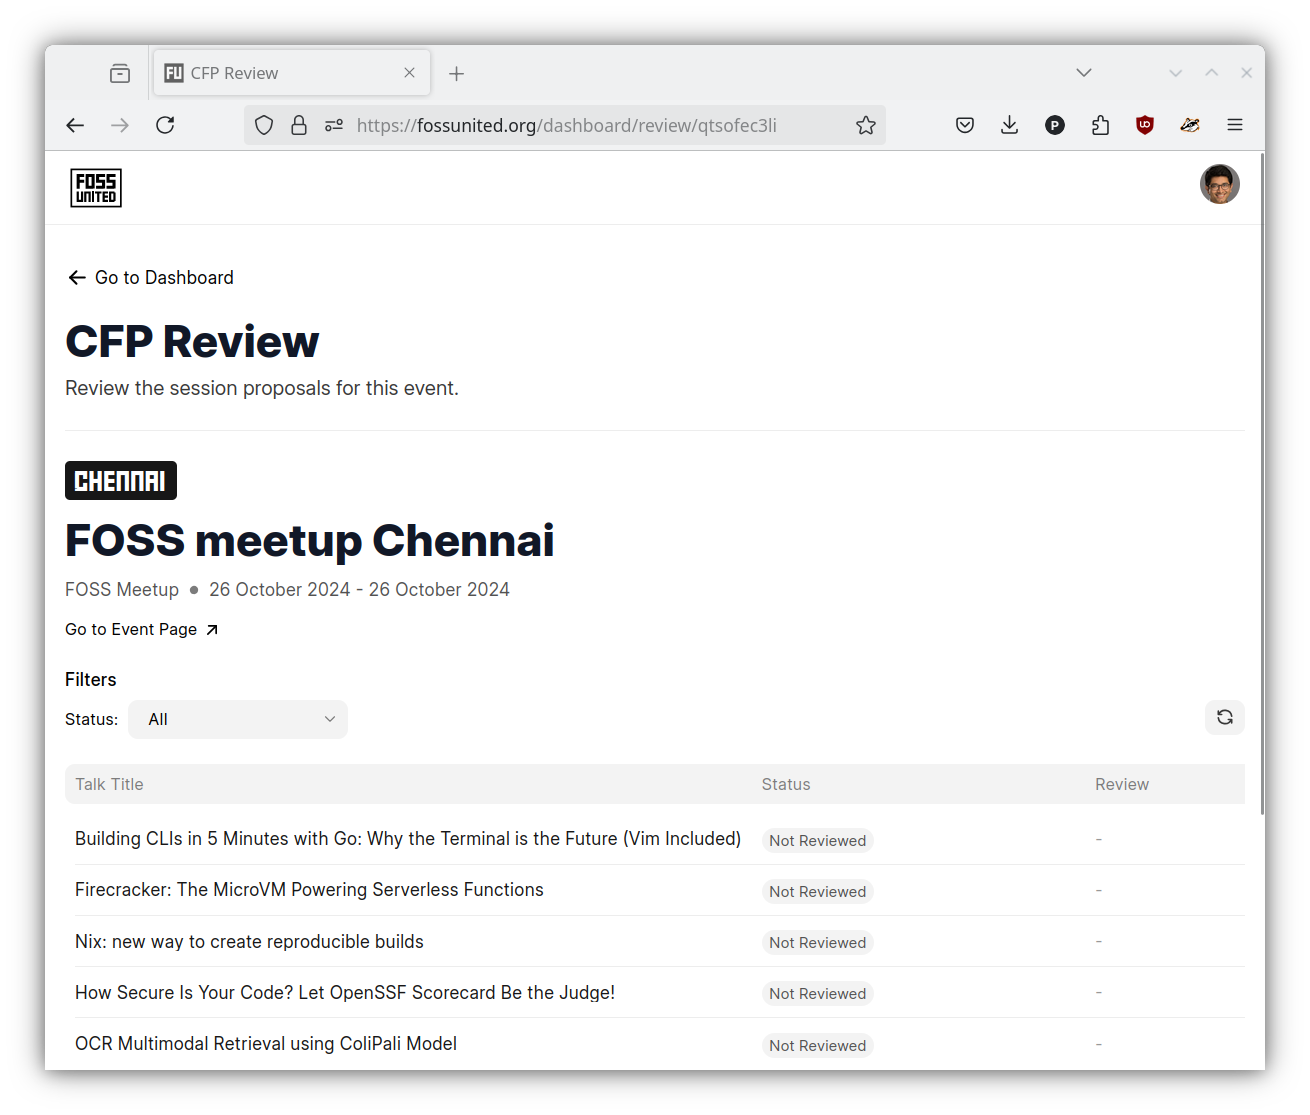 CFP Review
https://fossunited.org/dashboard/review/qtsofec3li
FOSS
UNITED
Go to Dashboard
CFP Review
Review the session proposals for this event.
CHENNAI
FOSS meetup Chennai
FOSS Meetup ● 26 October 2024 - 26 October 2024
Go to Event Page
Filters
Status: All
Talk Title Status Review
Building CLIs in 5 Minutes with Go: Why the Terminal is the Future (Vim Included) Not Reviewed -
Firecracker: The MicroVM Powering Serverless Functions Not Reviewed -
Nix: new way to create reproducible builds Not Reviewed -
How Secure Is Your Code? Let OpenSSF Scorecard Be the Judge! Not Reviewed -
OCR Multimodal Retrieval using ColiPali Model Not Reviewed -